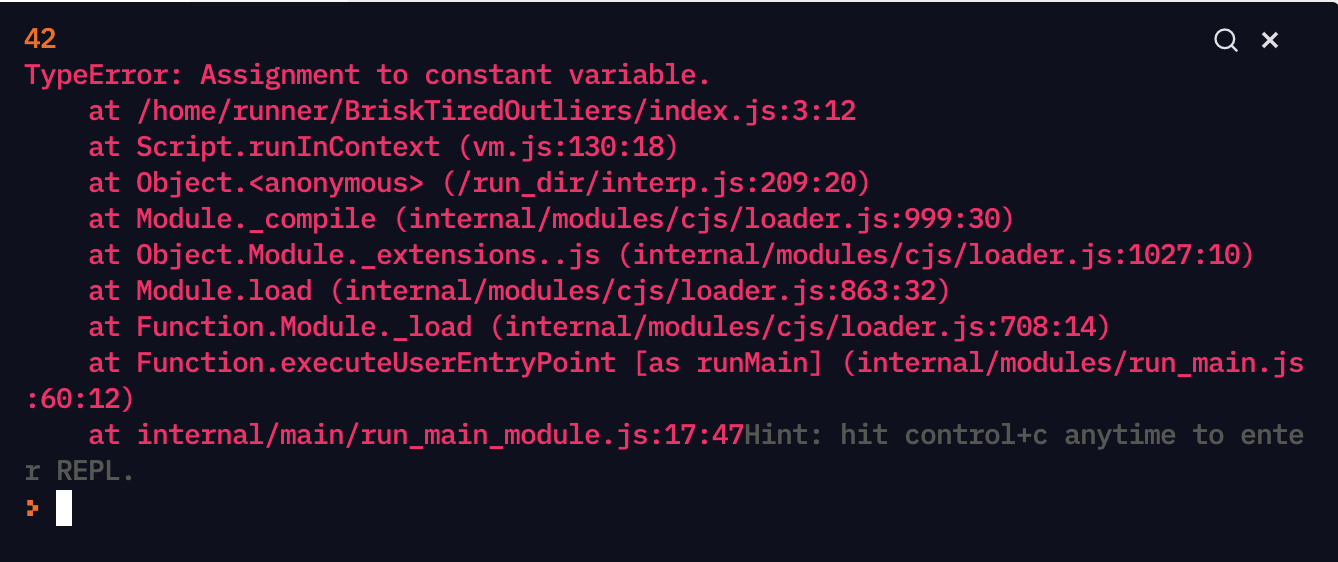 42
TypeError: Assignment to constant variable.
    at /home/runner/BriskTiredOutliers/index.js:3:12
    at Script.runInContext (vm.js:130:18)
    at Object.<anonymous> (/run_dir/interp.js:209:20)
    at Module._compile (internal/modules/cjs/loader.js:999:30)
    at Object.Module._extensions..js (internal/modules/cjs/loader.js:1027:10)
    at Module.load (internal/modules/cjs/loader.js:863:32)
    at Function.Module._load (internal/modules/cjs/loader.js:708:14)
    at Function.executeUserEntryPoint [as runMain] (internal/modules/run_main.js
:60:12)
    at internal/main/run_main_module.js:17:47Hint: hit control+c anytime to ente
r REPL.